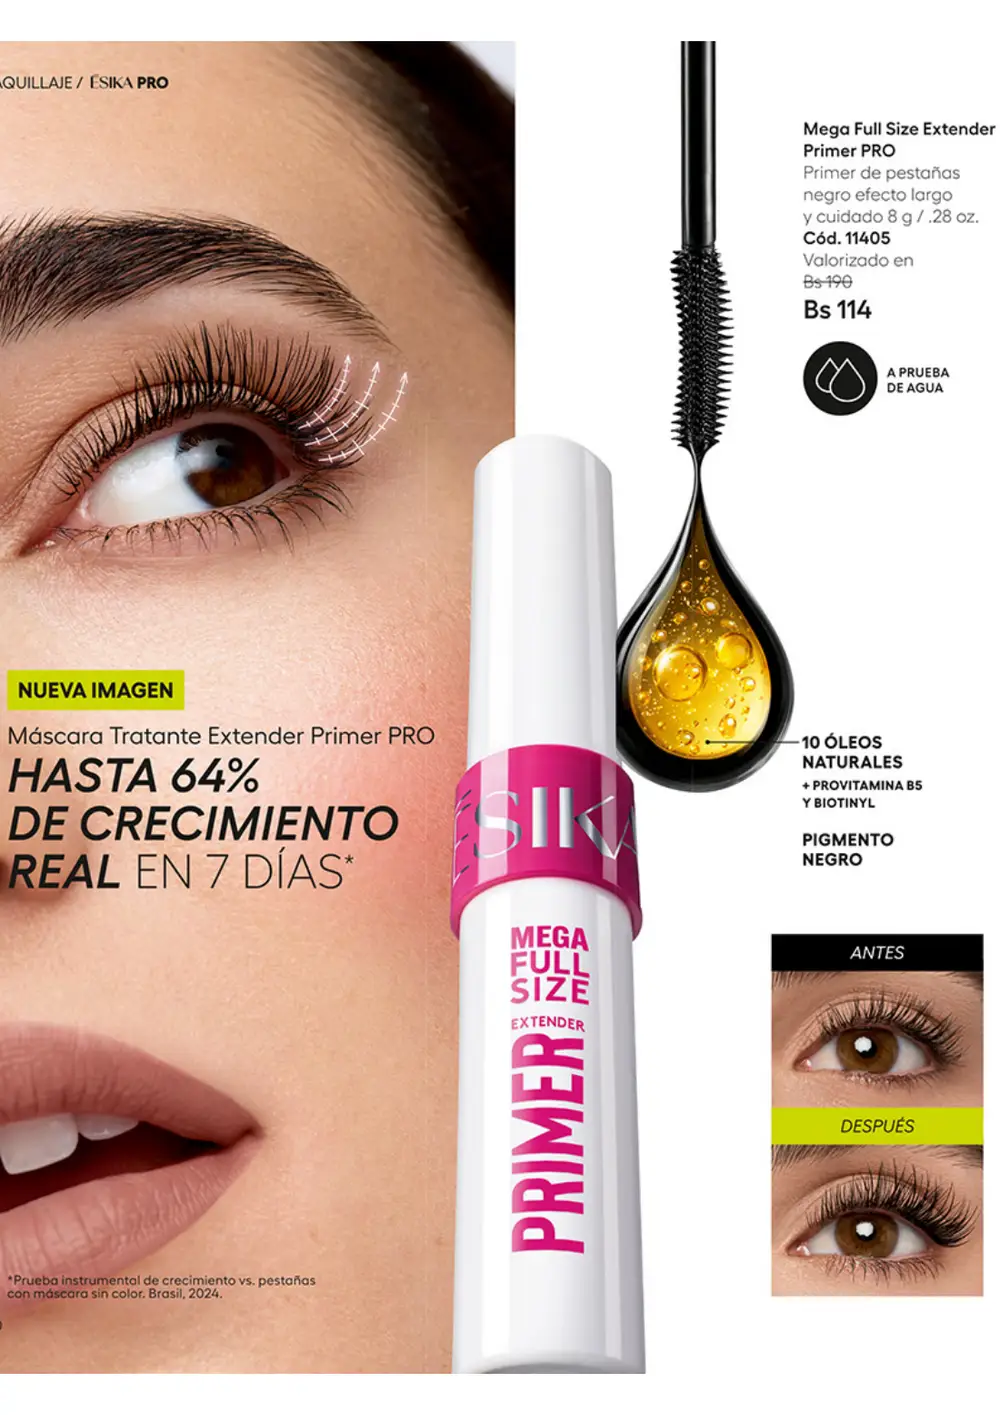 AQUILLAJE / ÉSIKA PRO
Mega Full Size Extender
Primer PRO
Primer de pestañas
negro efecto largo
y cuidado 8 g / .28 oz.
Cód. 11405
Valorizado en
Bs 190
Bs 114
A PRUEBA
DE AGUA
NUEVA IMAGEN
Máscara Tratante Extender Primer PRO
HASTA 64%
DE CRECIMIENTO
REAL EN 7 DÍAS*
10 ÓLEOS
NATURALES
+ PROVITAMINA B5
Y BIOTINYL
PIGMENTO
NEGRO
ÉSIKA
MEGA
FULL
SIZE
EXTENDER
PRIMER
ANTES
DESPUÉS
*Prueba instrumental de crecimiento vs. pestañas
con máscara sin color. Brasil, 2024.